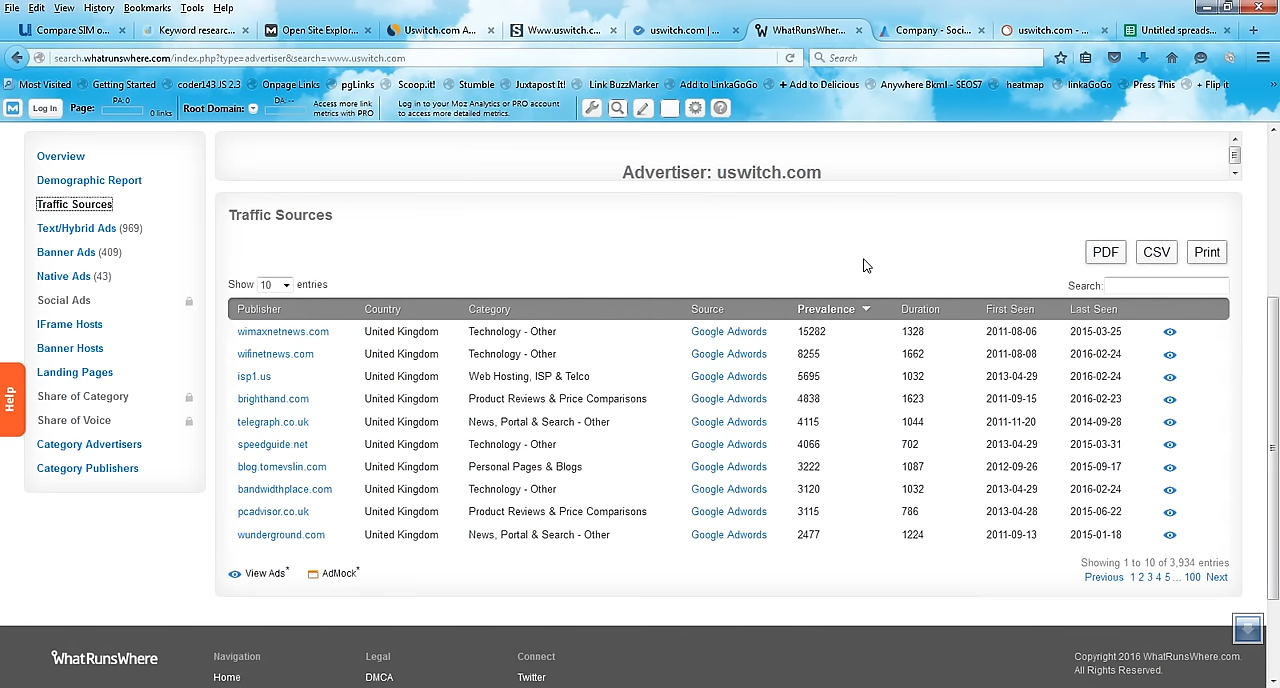 File Edit View History Bookmarks Tools Help
Compare SIM o... Keyword researc... Open Site Explor... Uswitch.com A... Www.uswitch.c... uswitch.com | ... WhatRunsWhere... Company - Soci... uswitch.com - ... Untitled spreads...
search.whatrunswhere.com/index.php?type=advertiser&search=www.uswitch.com Search
Most Visited Getting Started coder143 JS 2.3 Onpage Links pgLinks Scoop.it! Symbaloo Juxtapost It! Link BuzzMarker Add to LinkaGoGo + Add to Delicious Anywhere Bkml - SEOS7 heatmap linkaGoGo Press This + Flip it »
M Log In Page: DA: 0 0 links Root Domain: DA: -- Access more link metrics with PRO Log in to your Moz Analytics or PRO account to access more detailed metrics.
Overview
Demographic Report
Traffic Sources
Text/Hybrid Ads (969)
Banner Ads (409)
Native Ads (43)
Social Ads
IFrame Hosts
Banner Hosts
Landing Pages
Share of Category
Share of Voice
Category Advertisers
Category Publishers
Help
Advertiser: uswitch.com
Traffic Sources
PDF CSV Print
Show 10 entries Search:
Publisher Country Category Source Prevalence Duration First Seen Last Seen
wimaxnetnews.com United Kingdom Technology - Other Google Adwords 15282 1328 2011-08-06 2015-03-25
wifinetnews.com United Kingdom Technology - Other Google Adwords 8255 1662 2011-08-08 2016-02-24
isp1.us United Kingdom Web Hosting, ISP & Telco Google Adwords 5695 1032 2013-04-29 2016-02-24
brighthand.com United Kingdom Product Reviews & Price Comparisons Google Adwords 4838 1623 2011-09-15 2016-02-23
telegraph.co.uk United Kingdom News, Portal & Search - Other Google Adwords 4115 1044 2011-11-20 2014-09-28
speedguide.net United Kingdom Technology - Other Google Adwords 4066 702 2013-04-29 2015-03-31
blog.tomevslin.com United Kingdom Personal Pages & Blogs Google Adwords 3222 1087 2012-09-26 2015-09-17
bandwidthplace.com United Kingdom Technology - Other Google Adwords 3120 1032 2013-04-29 2016-02-24
pcadvisor.co.uk United Kingdom Product Reviews & Price Comparisons Google Adwords 3115 786 2013-04-28 2015-06-22
wunderground.com United Kingdom News, Portal & Search - Other Google Adwords 2477 1224 2011-09-13 2015-01-18
View Ads* AdMock*
Showing 1 to 10 of 3,934 entries
Previous 1 2 3 4 5 ... 100 Next
WhatRunsWhere
Navigation
Home
Legal
DMCA
Connect
Twitter
Copyright 2016 WhatRunsWhere.com.
All Rights Reserved.